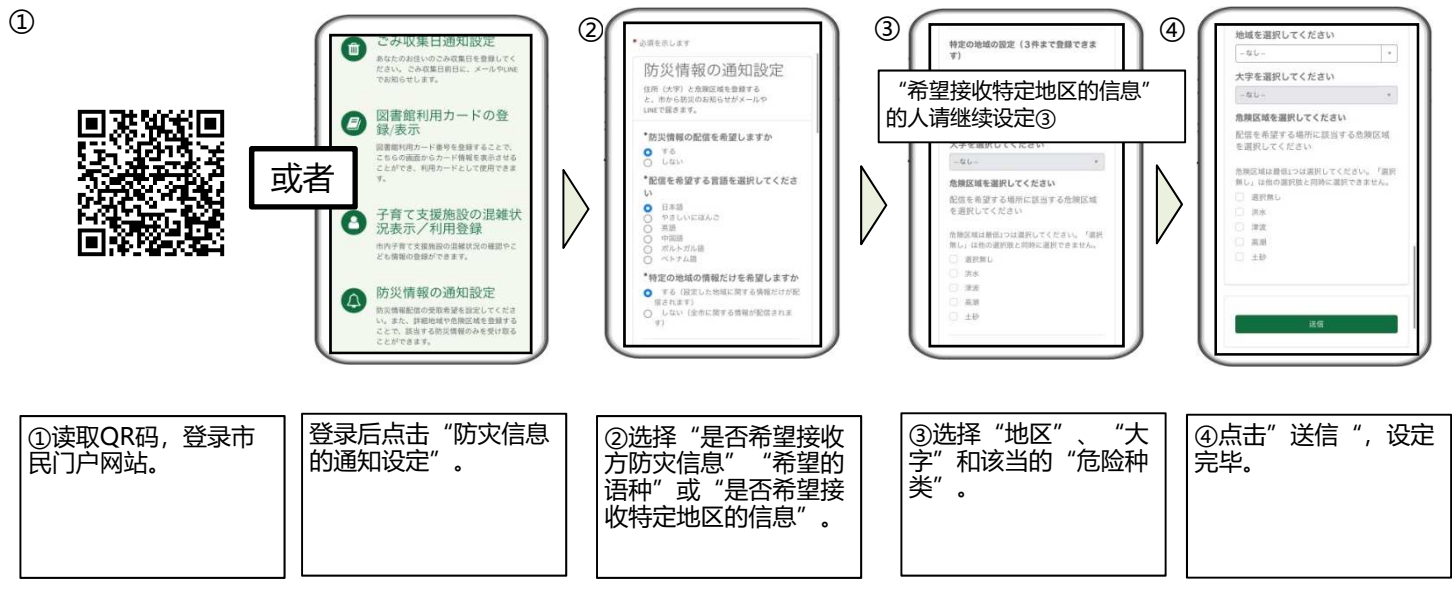 ①
ごみ収集日通知設定
あなたのお住いのごみ収集日を登録してく
ださい。ごみ収集日前日に、メールやLINE
でお知らせします。
図書館利用カードの登
録/表示
図書館利用カード番号を登録することで、
こちらの画面からカード情報を表示させる
ことができ、利用カードとして使用できま
す。
子育て支援施設の混雑状
況表示／利用登録
市内子育て支援施設の混雑状況の確認やこ
ども情報の登録ができます。
防災情報の通知設定
防災情報配信の受取希望を設定してくださ
い。また、詳細地域や危険区域を登録する
ことで、該当する防災情報のみを受け取る
ことができます。
或者
②
* 必須を示します
防災情報の通知設定
住所（大字）と危険区域を登録する
と、市から防災のお知らせがメールや
LINEで届きます。
*防災情報の配信を希望しますか
する
しない
*配信を希望する言語を選択してくださ
い
日本語
やさしいにほんご
英語
中国語
ポルトガル語
ベトナム語
*特定の地域の情報だけを希望しますか
する（設定した地域に関する情報だけが配
信されます）
しない（全市に関する情報が配信されま
す）
③
特定の地域の設定（3件まで登録できま
す）
“希望接收特定地区的信息”
的人请继续设定③
大字を選択してください
--なし--
危険区域を選択してください
配信を希望する場所に該当する危険区域
を選択してください
危険区域は最低1つは選択してください。「選択
無し」は他の選択肢と同時に選択できません。
選択無し
洪水
津波
高潮
土砂
④
地域を選択してください
--なし--
大字を選択してください
--なし--
危険区域を選択してください
配信を希望する場所に該当する危険区域
を選択してください
危険区域は最低1つは選択してください。「選択
無し」は他の選択肢と同時に選択できません。
選択無し
洪水
津波
高潮
土砂
送信
①读取QR码，登录市
民门户网站。
登录后点击“防灾信息
的通知设定”。
②选择“是否希望接收
方防灾信息”“希望的
语种”或“是否希望接
收特定地区的信息”。
③选择“地区”、“大
字”和该当的“危险种
类”。
④点击”送信“，设定
完毕。